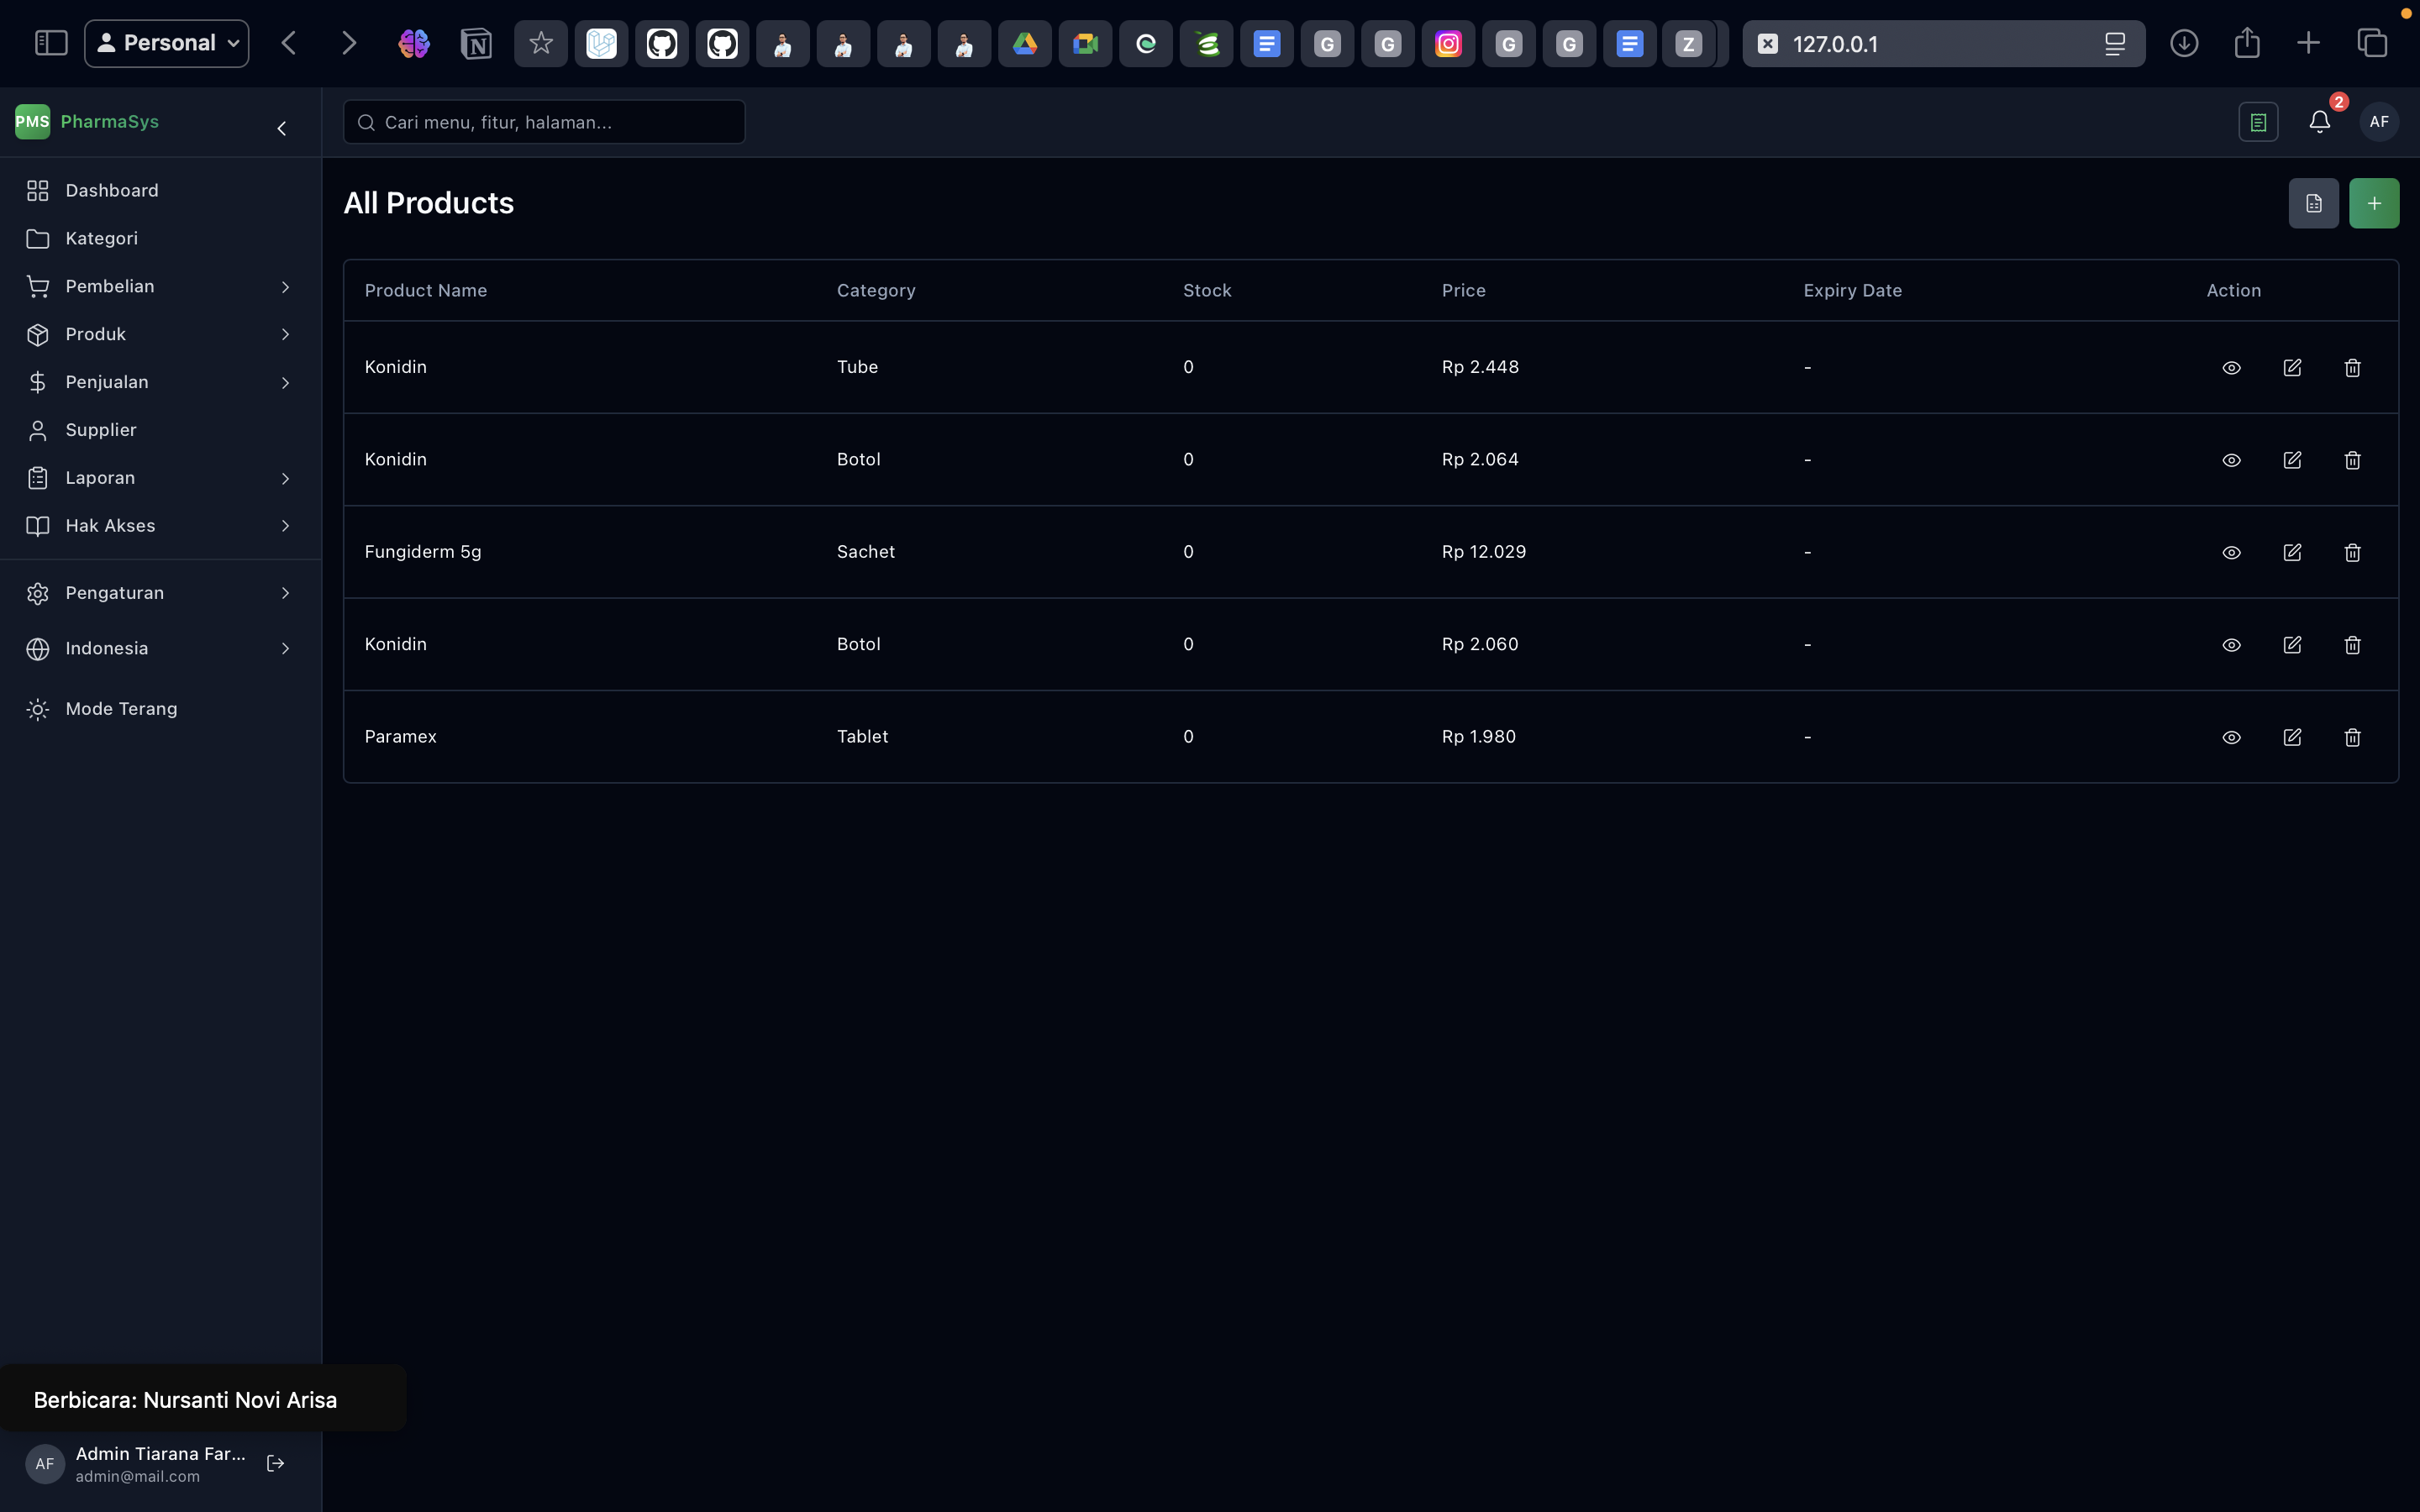 Personal
127.0.0.1
G
G
G
G
Z
PMS PharmaSys
Cari menu, fitur, halaman...
2
AF
Dashboard
Kategori
Pembelian
Produk
Penjualan
Supplier
Laporan
Hak Akses
Pengaturan
Indonesia
Mode Terang
All Products
Product Name Category Stock Price Expiry Date Action
Konidin Tube 0 Rp 2.448 -
Konidin Botol 0 Rp 2.064 -
Fungiderm 5g Sachet 0 Rp 12.029 -
Konidin Botol 0 Rp 2.060 -
Paramex Tablet 0 Rp 1.980 -
Berbicara: Nursanti Novi Arisa
AF
Admin Tiarana Far...
admin@mail.com